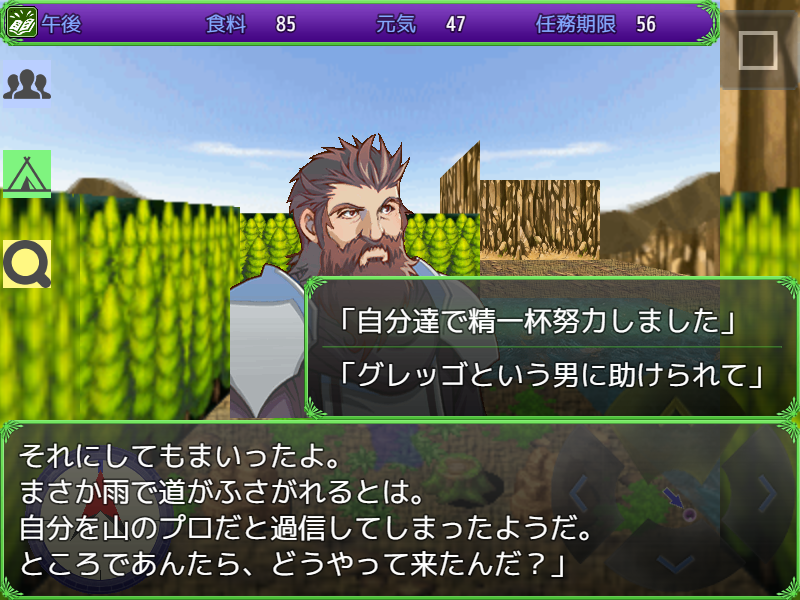 午後 食料 85 元気 47 任務期限 56
「自分達で精一杯努力しました」
「グレッゴという男に助けられて」
それにしてもまいったよ。
まさか雨で道がふさがれるとは。
自分を山のプロだと過信してしまったようだ。
ところであんたら、どうやって来たんだ？」